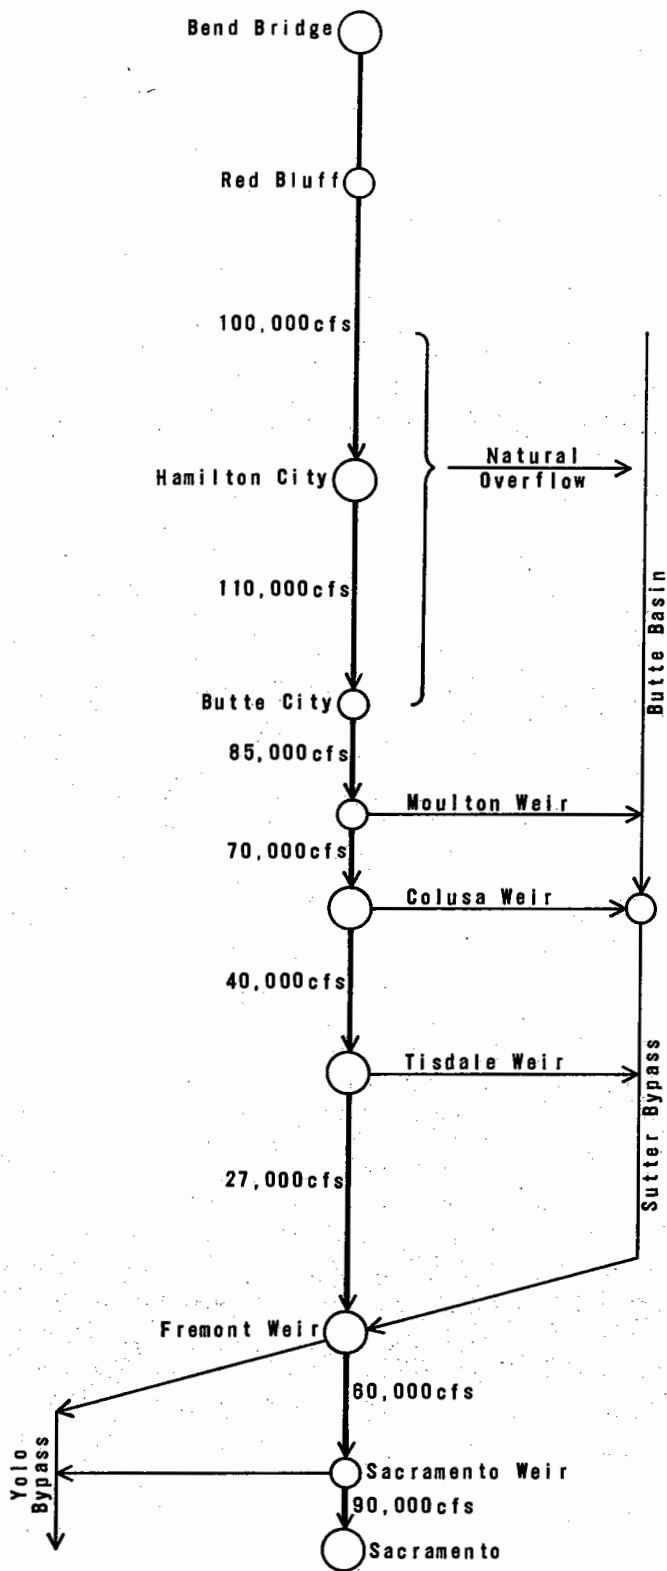 Bend Bridge
Red Bluff
100,000cfs
Natural
Overflow
Hamilton City
110,000cfs
Butte Basin
Butte City
85,000cfs
Moulton Weir
70,000cfs
Colusa Weir
40,000cfs
Tisdale Weir
Sutter Bypass
27,000cfs
Fremont Weir
60,000cfs
Yolo
Bypass
Sacramento Weir
90,000cfs
Sacramento